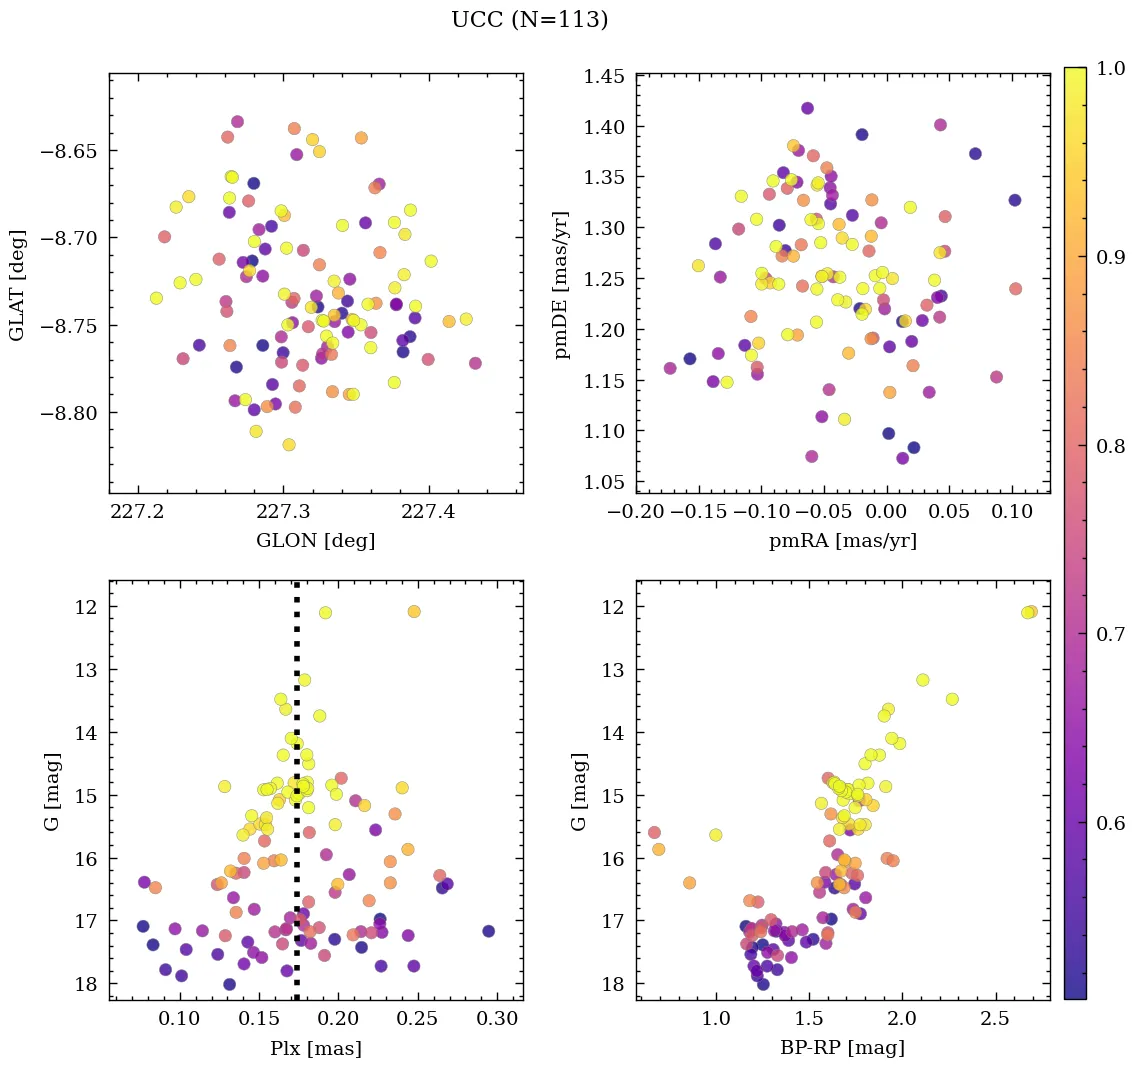 UCC (N=113)
−8.65
−8.70
−8.75
−8.80
GLAT [deg]
227.2 227.3 227.4
GLON [deg]
1.45
1.40
1.35
1.30
1.25
1.20
1.15
1.10
1.05
pmDE [mas/yr]
−0.20 −0.15 −0.10 −0.05 0.00 0.05 0.10
pmRA [mas/yr]
12
13
14
15
16
17
18
G [mag]
0.10 0.15 0.20 0.25 0.30
Plx [mas]
12
13
14
15
16
17
18
G [mag]
1.0 1.5 2.0 2.5
BP-RP [mag]
1.0
0.9
0.8
0.7
0.6